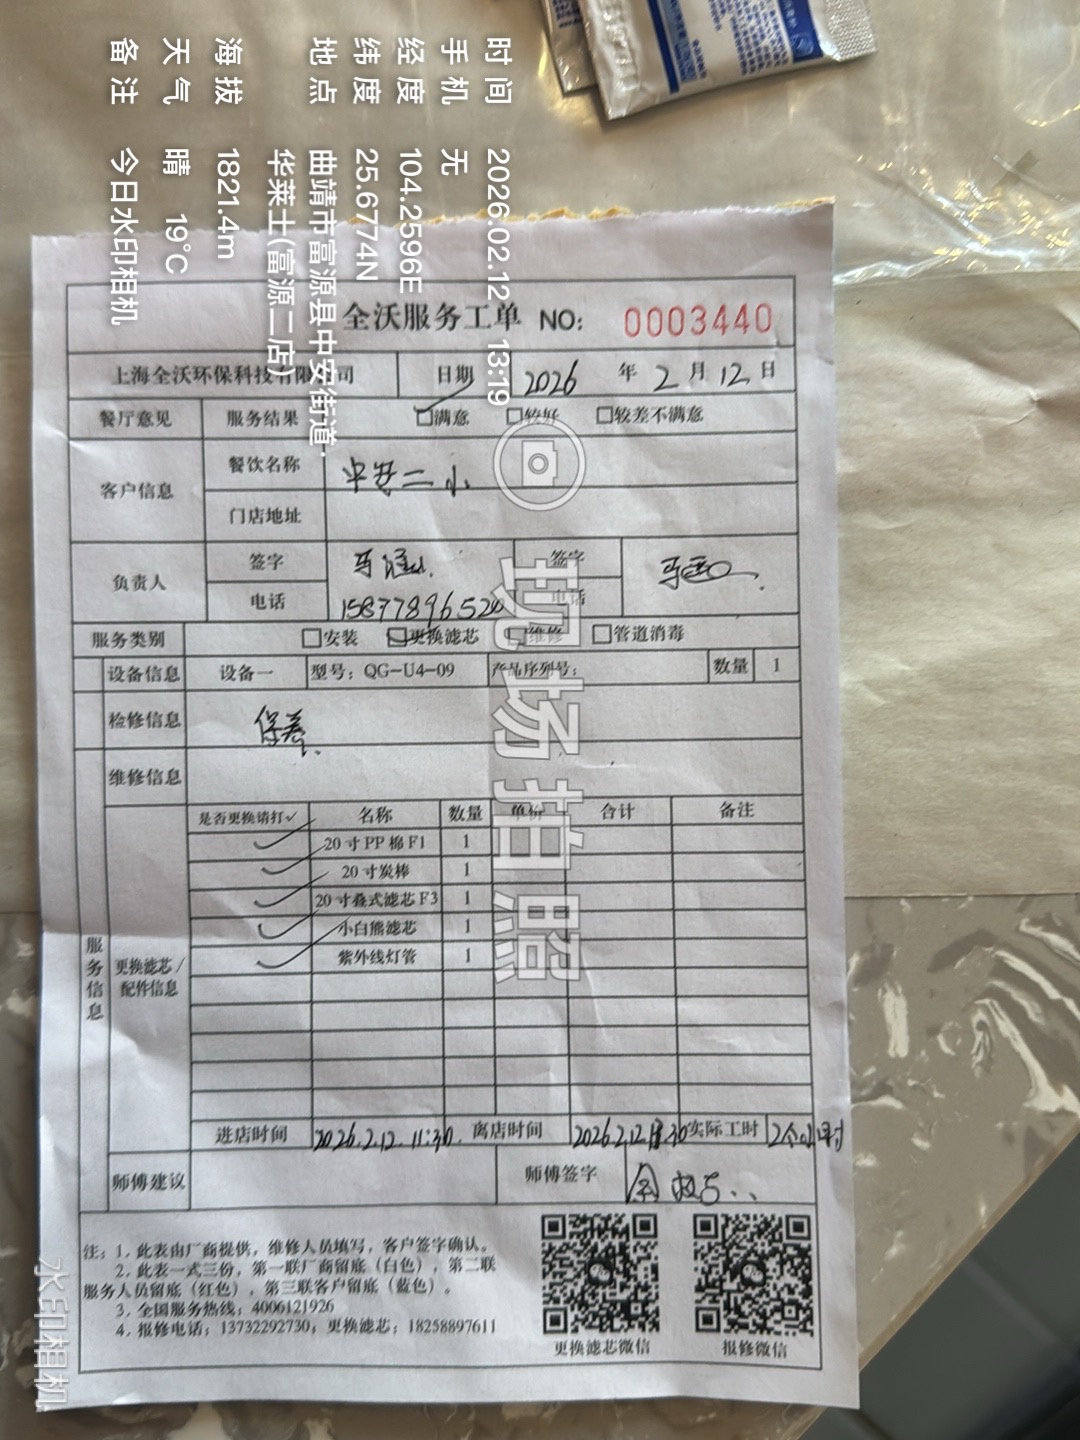 时间 2026.02.12 13:19
手机 无
经度 104.2596E
纬度 25.6774N
地点 曲靖市富源县中安街道·
华莱士(富源二店)
海拔 1821.4m
天气 晴 19℃
备注 今日水印相机
全沃服务工单 NO: 0003440
上海全沃环保科技有限公司 日期 2026 年 2 月 12 日
餐厅意见 服务结果 满意 较好 较差不满意
客户信息 餐饮名称 中安二小
门店地址
负责人 签字 签字
电话 15877896520 电话
服务类别 安装 更换滤芯 维修 管道消毒
设备信息 设备一 型号: QG-U4-09 产品序列号: 数量 1
检修信息 保养
维修信息
服务信息
更换滤芯/
配件信息
是否更换请打✓ 名称 数量 单价 合计 备注
✓ 20寸PP棉F1 1
✓ 20寸炭棒 1
✓ 20寸叠式滤芯F3 1
✓ 小白熊滤芯 1
✓ 紫外线灯管 1
进店时间 2026.2.12. 11:30. 离店时间 2026.2.12 13:30 实际工时 2个小时
师傅建议 师傅签字
注: 1. 此表由厂商提供,维修人员填写,客户签字确认。
2. 此表一式三份,第一联厂商留底(白色),第二联
服务人员留底(红色),第三联客户留底(蓝色)。
3. 全国服务热线: 4006121926
4. 报修电话: 13732292730, 更换滤芯: 18258897611
更换滤芯微信 报修微信
现场拍照
水印相机